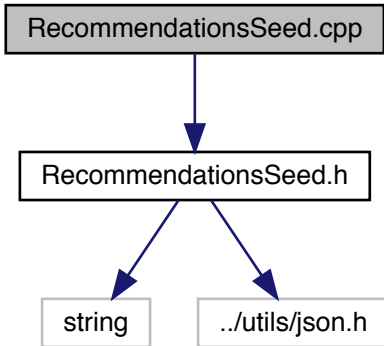 RecommendationsSeed.cpp
RecommendationsSeed.h
string
../utils/json.h